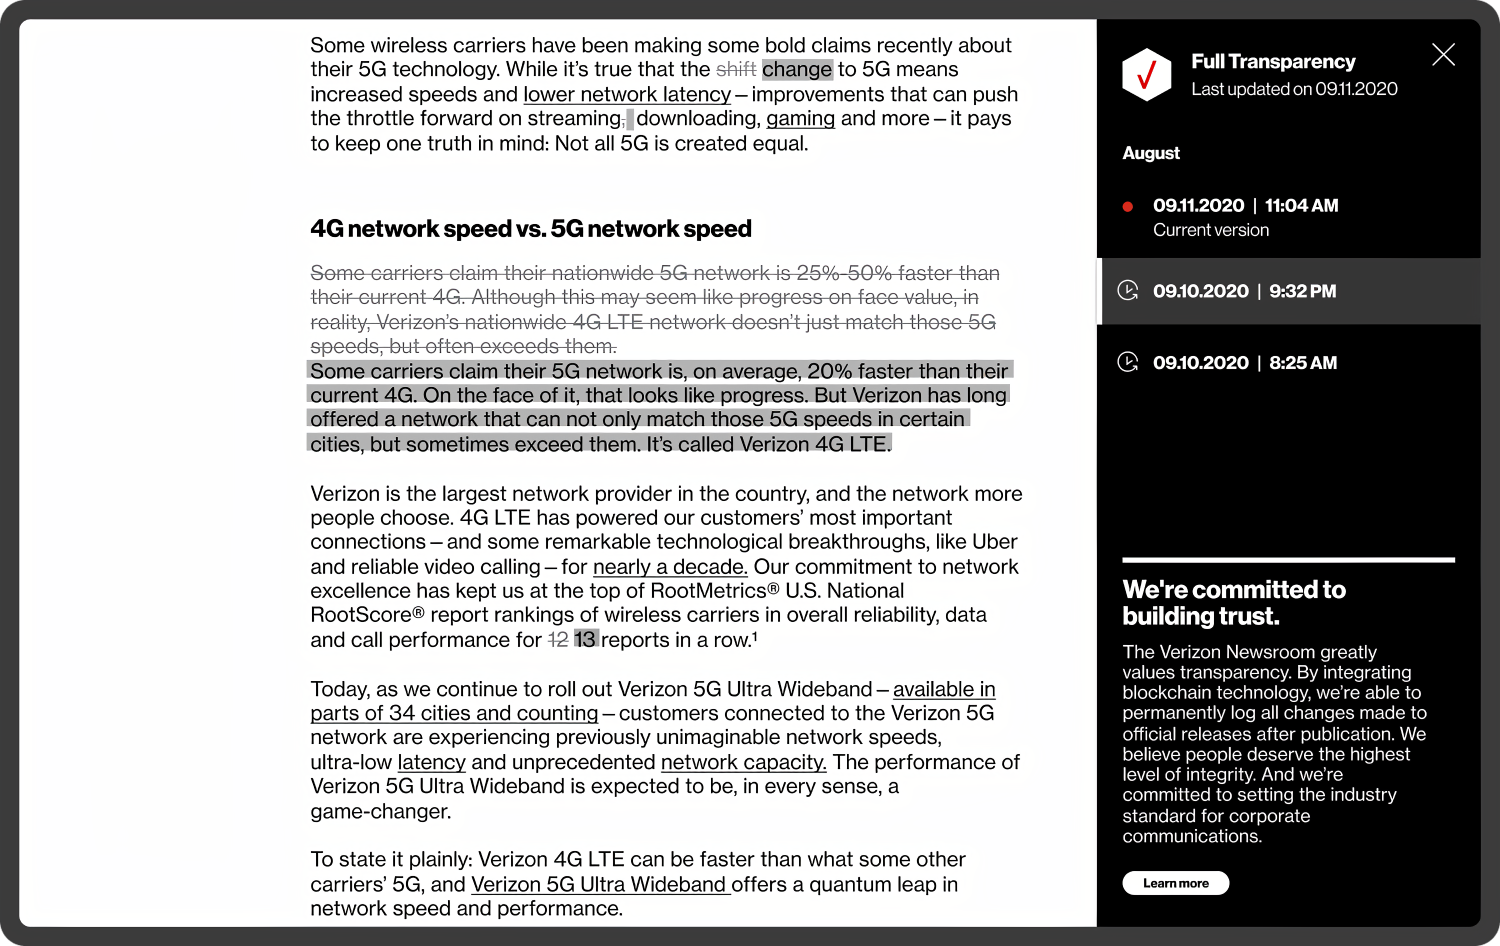 Some wireless carriers have been making some bold claims recently about
their 5G technology. While it’s true that the shift change to 5G means
increased speeds and lower network latency – improvements that can push
the throttle forward on streaming, downloading, gaming and more – it pays
to keep one truth in mind: Not all 5G is created equal.
4G network speed vs. 5G network speed
Some carriers claim their nationwide 5G network is 25%-50% faster than
their current 4G. Although this may seem like progress on face value, in
reality, Verizon’s nationwide 4G LTE network doesn’t just match those 5G
speeds, but often exceeds them.
Some carriers claim their 5G network is, on average, 20% faster than their
current 4G. On the face of it, that looks like progress. But Verizon has long
offered a network that can not only match those 5G speeds in certain
cities, but sometimes exceed them. It’s called Verizon 4G LTE.
Verizon is the largest network provider in the country, and the network more
people choose. 4G LTE has powered our customers’ most important
connections – and some remarkable technological breakthroughs, like Uber
and reliable video calling – for nearly a decade. Our commitment to network
excellence has kept us at the top of RootMetrics® U.S. National
RootScore® report rankings of wireless carriers in overall reliability, data
and call performance for 12 13 reports in a row.¹
Today, as we continue to roll out Verizon 5G Ultra Wideband – available in
parts of 34 cities and counting – customers connected to the Verizon 5G
network are experiencing previously unimaginable network speeds,
ultra-low latency and unprecedented network capacity. The performance of
Verizon 5G Ultra Wideband is expected to be, in every sense, a
game-changer.
To state it plainly: Verizon 4G LTE can be faster than what some other
carriers’ 5G, and Verizon 5G Ultra Wideband offers a quantum leap in
network speed and performance.
Full Transparency
Last updated on 09.11.2020
August
09.11.2020 | 11:04 AM
Current version
09.10.2020 | 9:32 PM
09.10.2020 | 8:25 AM
We're committed to
building trust.
The Verizon Newsroom greatly
values transparency. By integrating
blockchain technology, we’re able to
permanently log all changes made to
official releases after publication. We
believe people deserve the highest
level of integrity. And we’re
committed to setting the industry
standard for corporate
communications.
Learn more